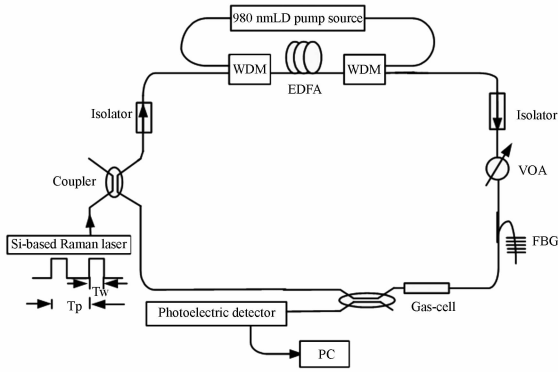 980 nmLD pump source
WDM
WDM
EDFA
Isolator
Isolator
Coupler
VOA
Si-based Raman laser
FBG
Tw
Tp
Gas-cell
Photoelectric detector
PC